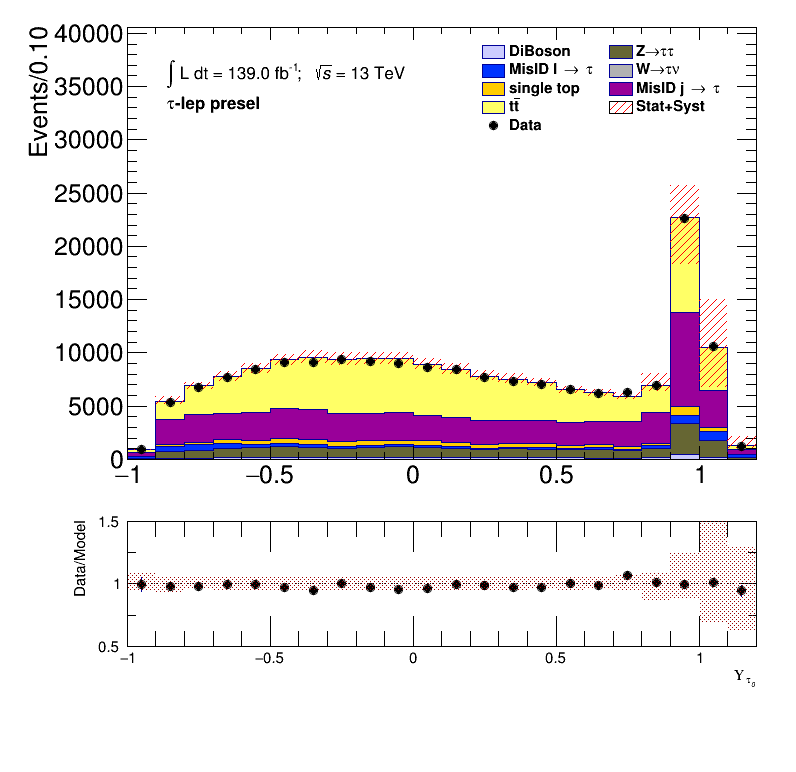 Events/0.10
40000
35000
30000
25000
20000
15000
10000
5000
0
∫ L dt = 139.0 fb⁻¹; √s = 13 TeV
τ-lep presel
DiBoson
MisID l → τ
single top
tt̄
Data
Z→ττ
W→τν
MisID j → τ
Stat+Syst
−1 −0.5 0 0.5 1
Data/Model
1.5
1
0.5
−1 −0.5 0 0.5 1
Υ_τ₀